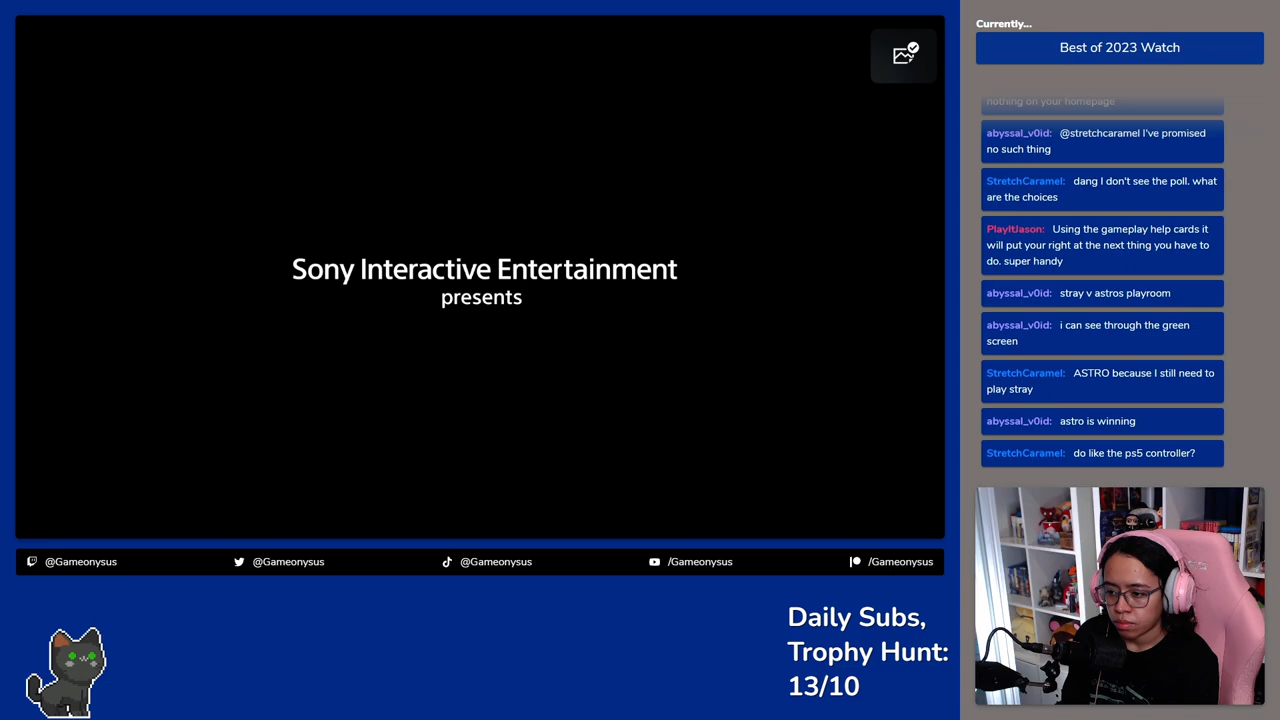 Sony Interactive Entertainment
presents
@Gameonysus
@Gameonysus
@Gameonysus
/Gameonysus
/Gameonysus
Daily Subs,
Trophy Hunt:
13/10
Currently...
Best of 2023 Watch
nothing on your homepage
abyssal_v0id: @stretchcaramel I've promised
no such thing
StretchCaramel: dang I don't see the poll. what
are the choices
PlayItJason: Using the gameplay help cards it
will put your right at the next thing you have to
do. super handy
abyssal_v0id: stray v astros playroom
abyssal_v0id: i can see through the green
screen
StretchCaramel: ASTRO because I still need to
play stray
abyssal_v0id: astro is winning
StretchCaramel: do like the ps5 controller?